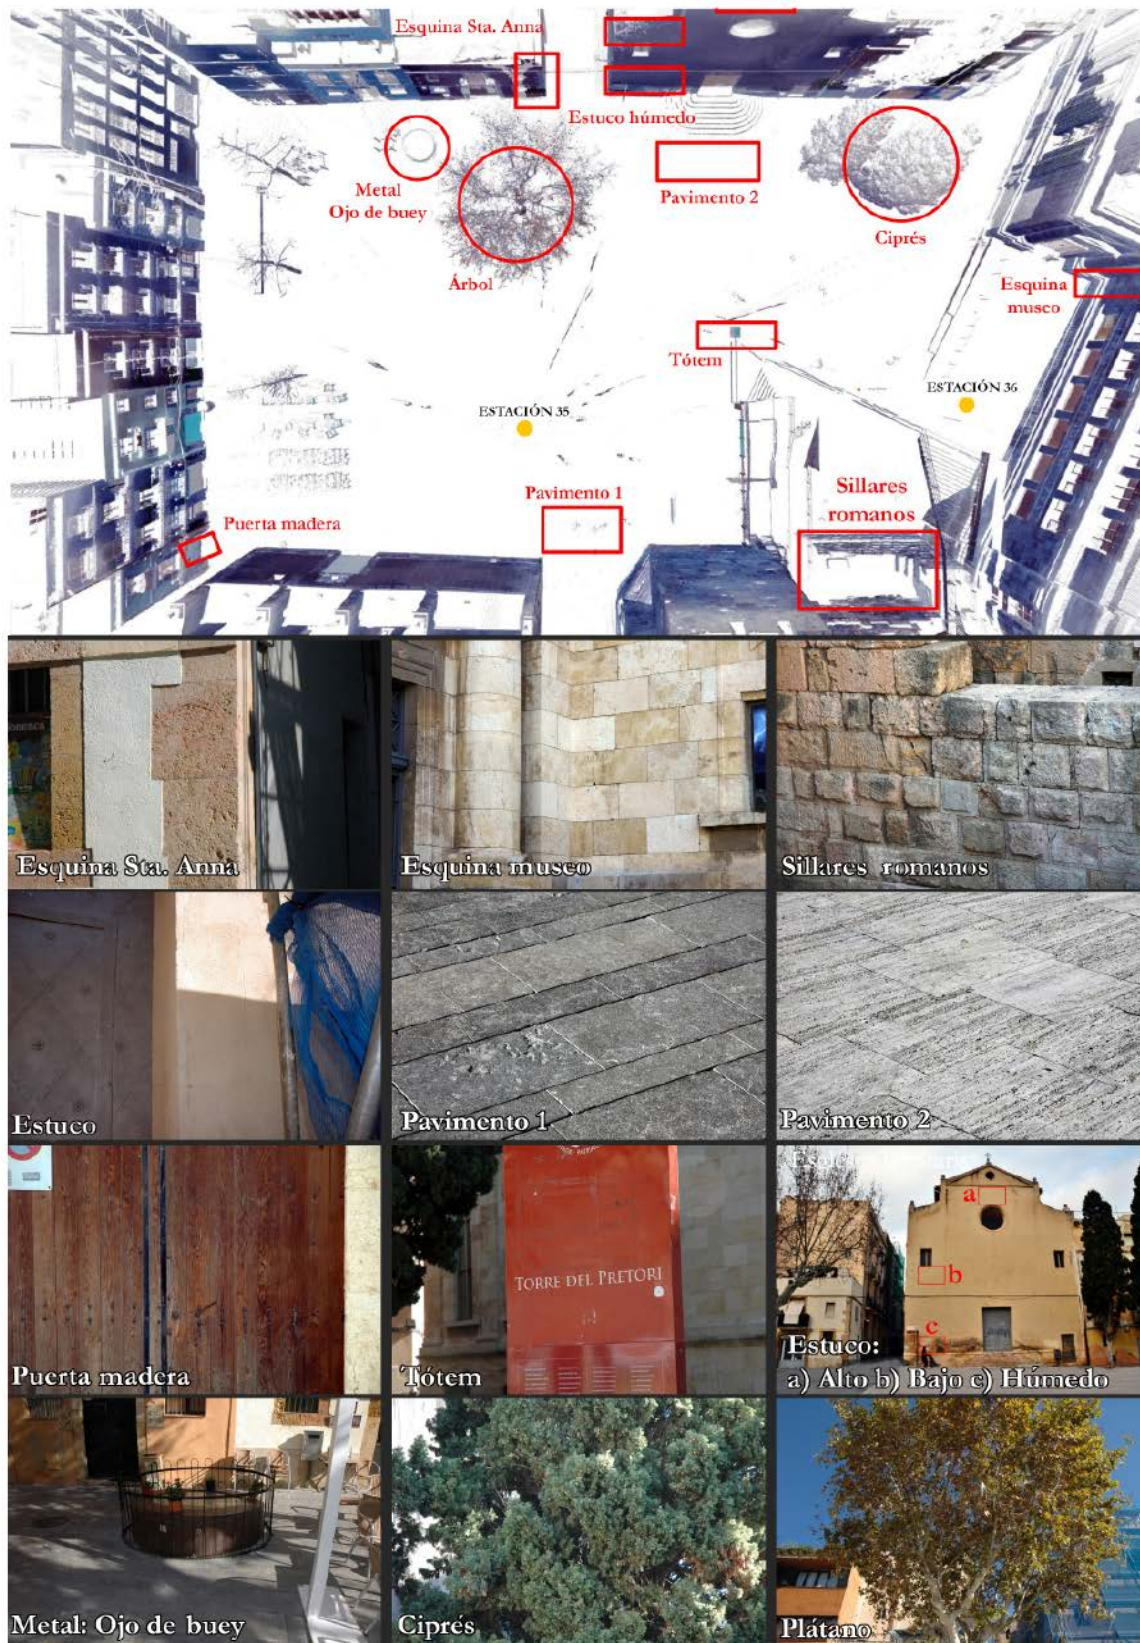 Esquina Sta. Anna
Estuco húmedo
Metal
Ojo de buey
Pavimento 2
Ciprés
Árbol
Esquina
musco
Tótem
ESTACIÓN 36
ESTACIÓN 35
Pavimento 1
Sillares
romanos
Puerta madera
Esquina Sta. Anna
Esquina museo
Sillares romanos
Estuco
Pavimento 1
Pavimento 2
TORRE DEL PRETORI
a
b
c
Puerta madera
Tótem
Estuco:
a) Alto b) Bajo c) Húmedo
Metal: Ojo de buey
Ciprés
Plátano